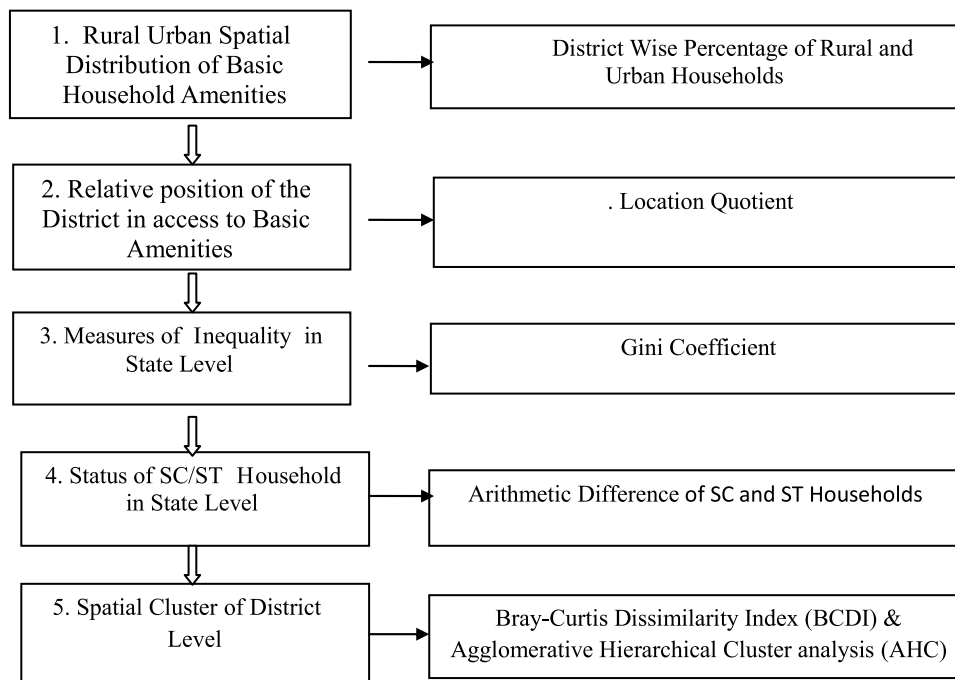 1. Rural Urban Spatial
Distribution of Basic
Household Amenities
District Wise Percentage of Rural and
Urban Households
2. Relative position of the
District in access to Basic
Amenities
. Location Quotient
3. Measures of Inequality in
State Level
Gini Coefficient
4. Status of SC/ST Household
in State Level
Arithmetic Difference of SC and ST Households
5. Spatial Cluster of District
Level
Bray-Curtis Dissimilarity Index (BCDI) &
Agglomerative Hierarchical Cluster analysis (AHC)